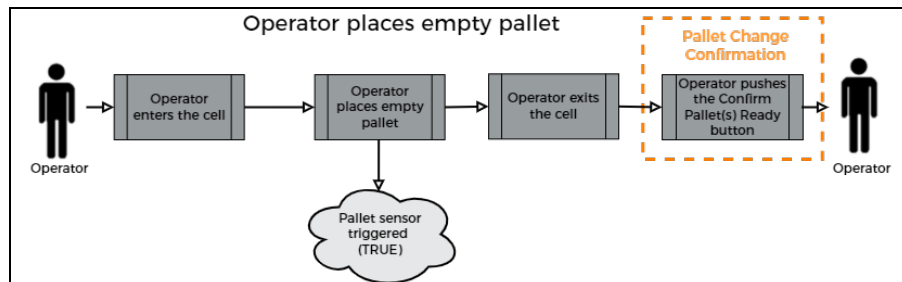 Operator places empty pallet
Pallet Change
Confirmation
Operator
enters the cell
Operator
places empty
pallet
Operator exits
the cell
Operator pushes
the Confirm
Pallet(s) Ready
button
Operator
Operator
Pallet sensor
triggered
(TRUE)